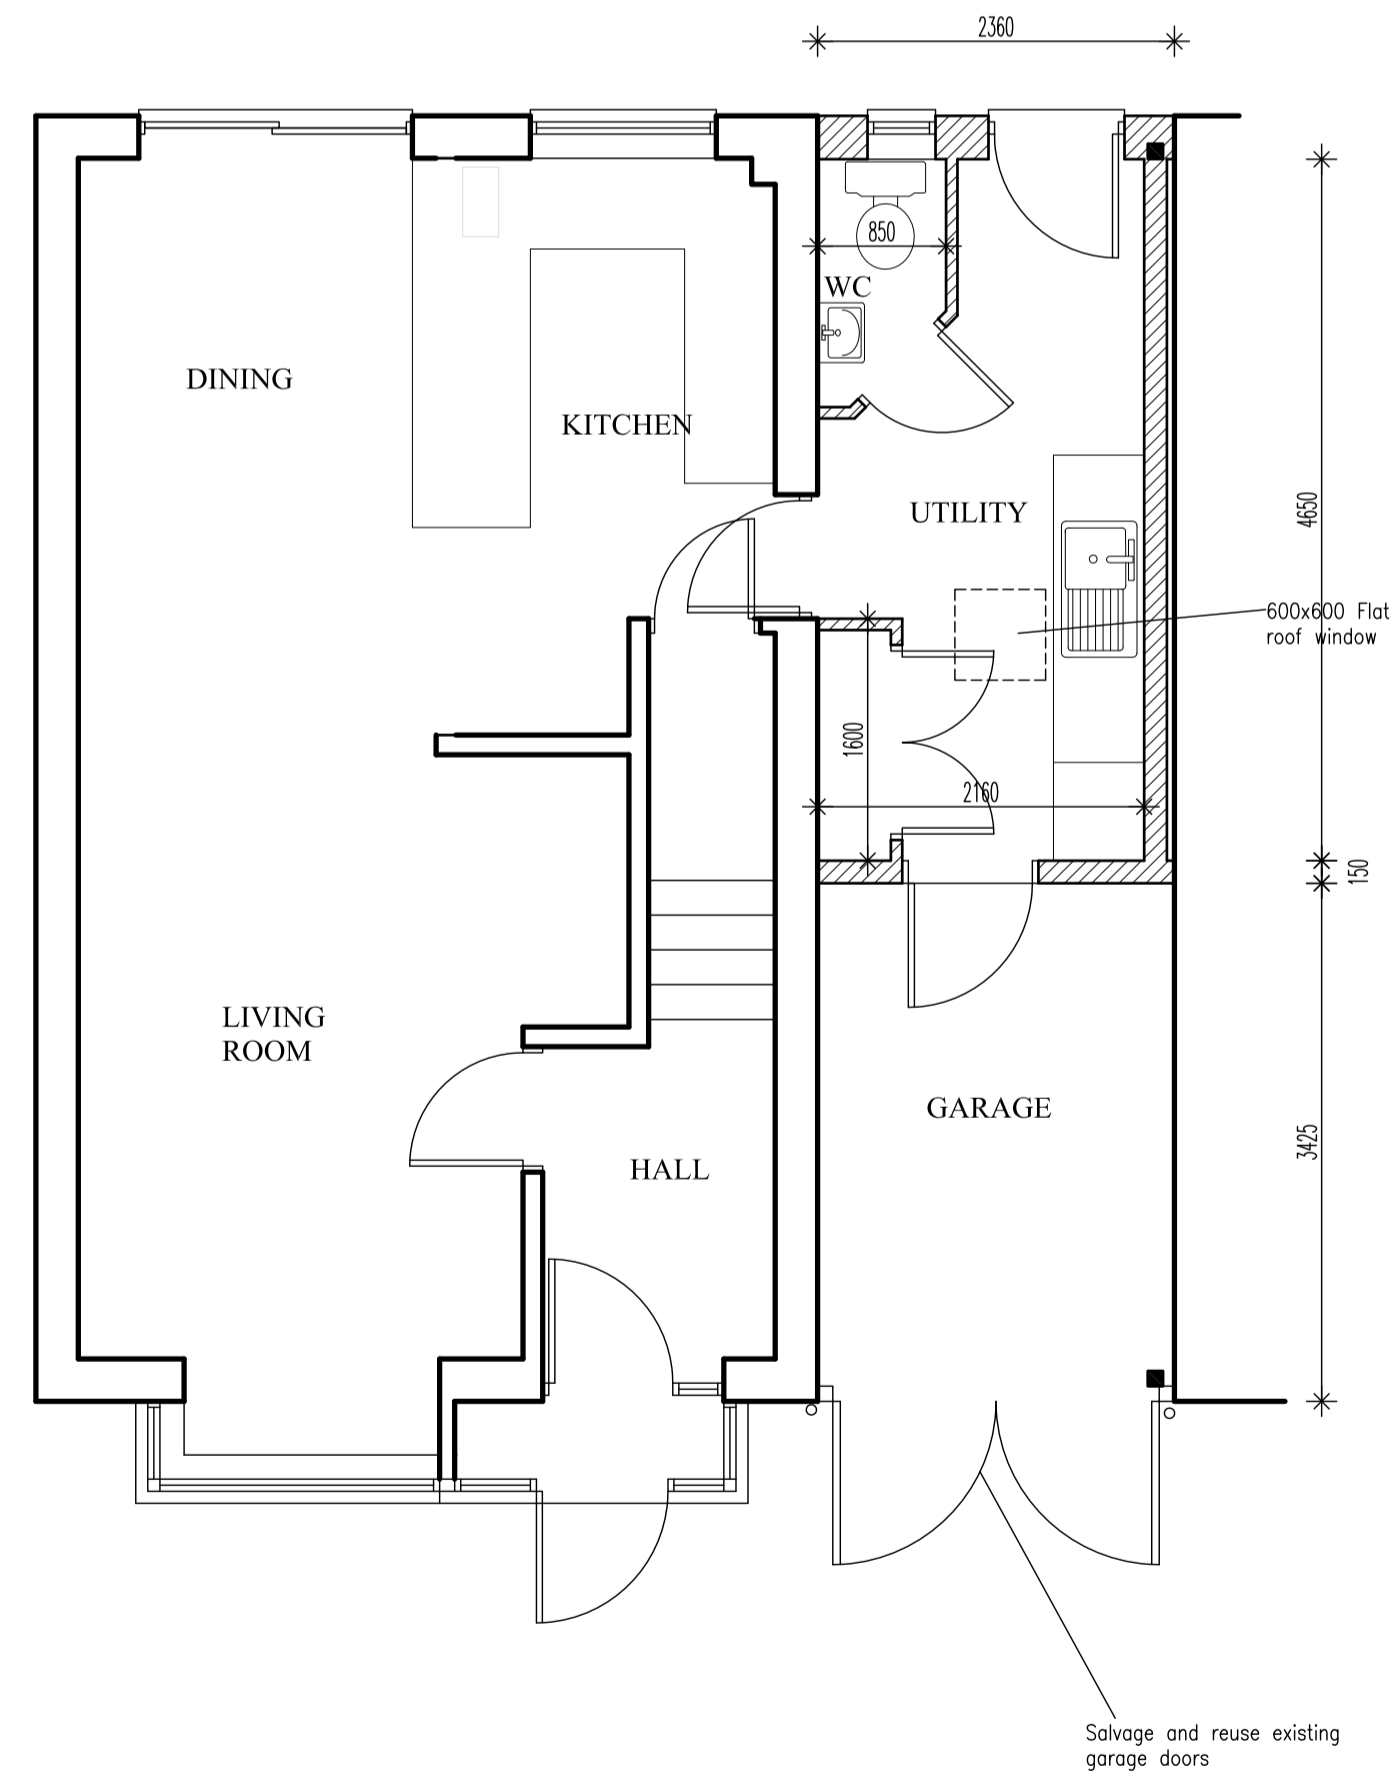 2360
850
WC
DINING
KITCHEN
UTILITY
4650
600x600 Flat
roof window
1600
2160
150
LIVING
ROOM
GARAGE
3425
HALL
Salvage and reuse existing
garage doors